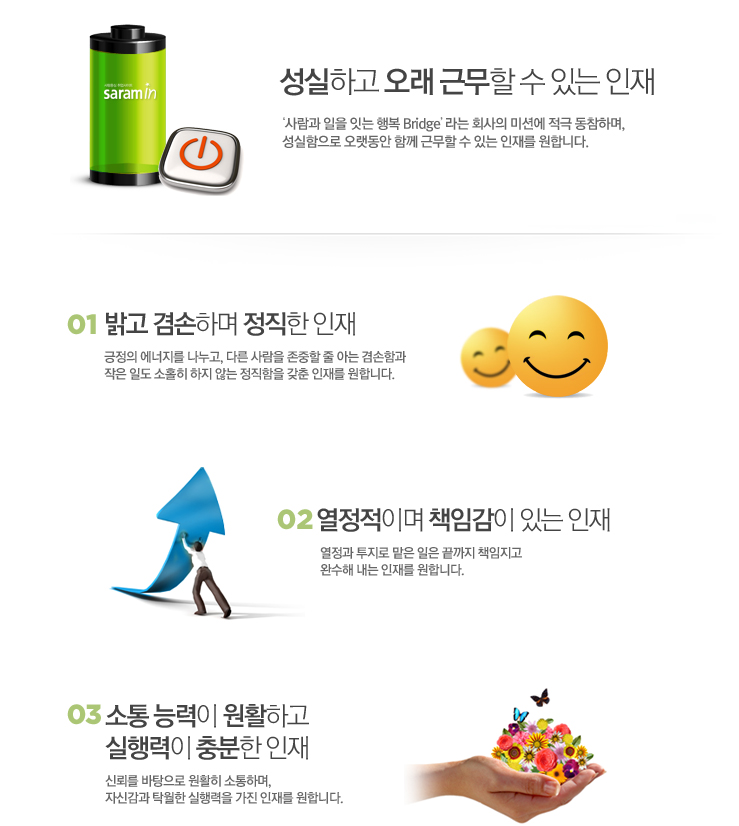 saramin
성실하고 오래 근무할 수 있는 인재
'사람과 일을 잇는 행복 Bridge' 라는 회사의 미션에 적극 동참하며,
성실함으로 오랫동안 함께 근무할 수 있는 인재를 원합니다.
01 밝고 겸손하며 정직한 인재
긍정의 에너지를 나누고, 다른 사람을 존중할 줄 아는 겸손함과
작은 일도 소홀히 하지 않는 정직함을 갖춘 인재를 원합니다.
02 열정적이며 책임감이 있는 인재
열정과 투지로 맡은 일은 끝까지 책임지고
완수해 내는 인재를 원합니다.
03 소통 능력이 원활하고
실행력이 충분한 인재
신뢰를 바탕으로 원활히 소통하며,
자신감과 탁월한 실행력을 가진 인재를 원합니다.